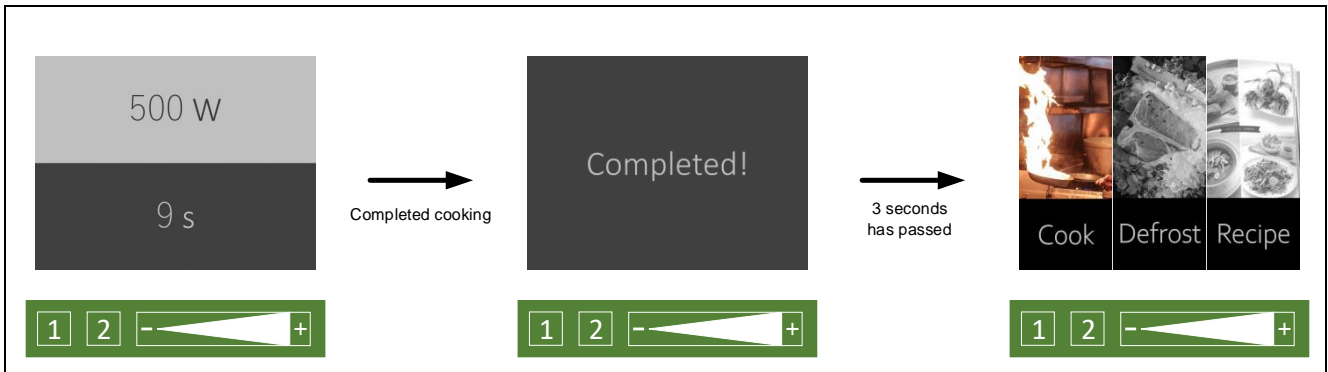 500 W
9 s
Completed cooking
Completed!
3 seconds
has passed
Cook Defrost Recipe
1 2 - +
1 2 - +
1 2 - +